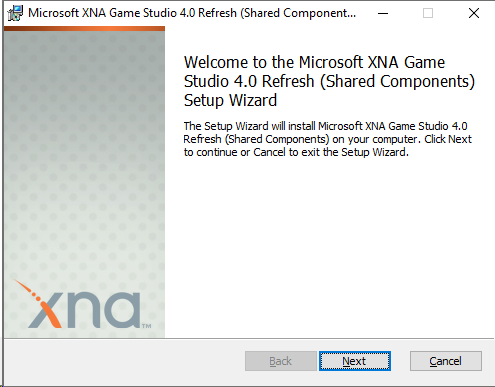 Microsoft XNA Game Studio 4.0 Refresh (Shared Component...
Welcome to the Microsoft XNA Game
Studio 4.0 Refresh (Shared Components)
Setup Wizard
The Setup Wizard will install Microsoft XNA Game Studio 4.0
Refresh (Shared Components) on your computer. Click Next
to continue or Cancel to exit the Setup Wizard.
xna™
Back
Next
Cancel